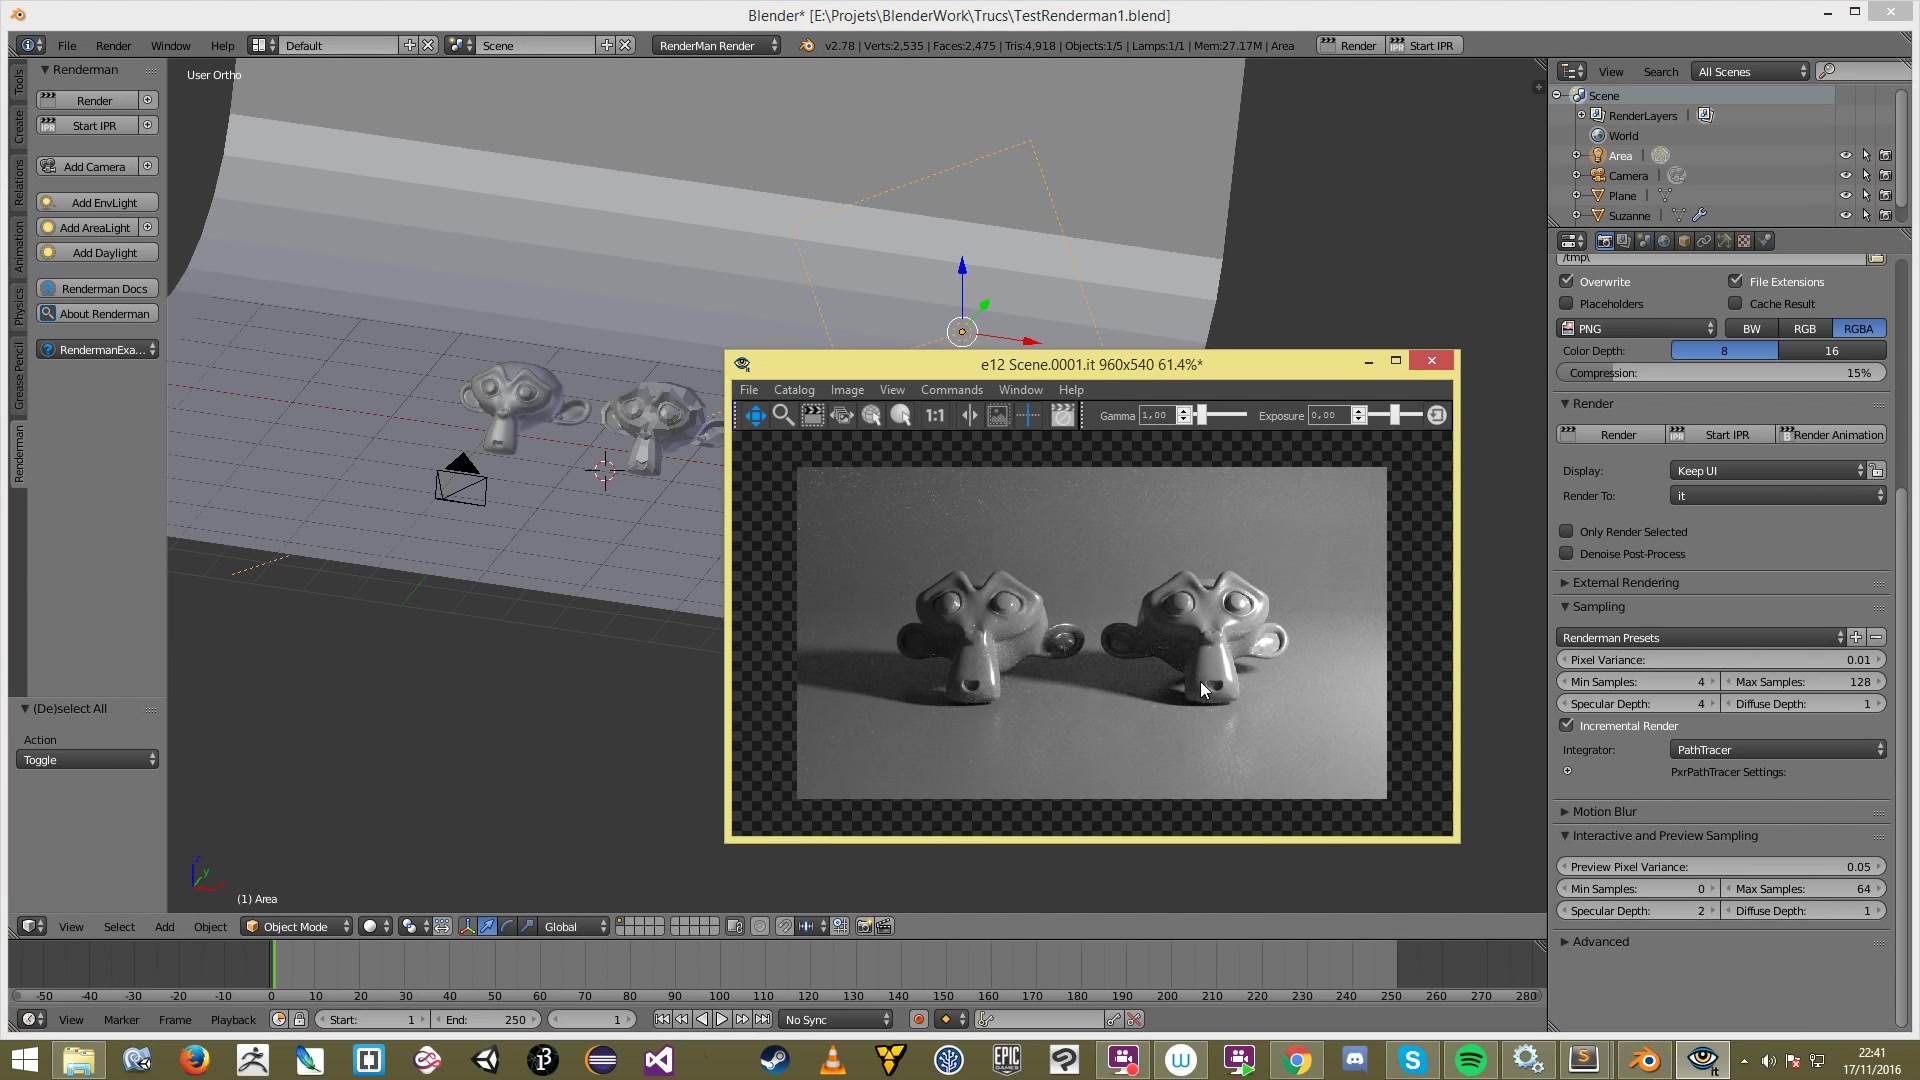 Blender* [E:\Projets\BlenderWork\Trucs\TestRenderman1.blend]
File Render Window Help Default Scene RenderMan Render v2.78 | Verts:2,535 | Faces:2,475 | Tris:4,918 | Objects:1/5 | Lamps:1/1 | Mem:27.17M | Area Render Start IPR
Tools
Create
Relations
Animation
Physics
Grease Pencil
Renderman
Renderman
Render
Start IPR
Add Camera
Add EnvLight
Add AreaLight
Add Daylight
Renderman Docs
About Renderman
RendermanExa...
(De)select All
Action
Toggle
User Ortho
(1) Area
e12 Scene.0001.it 960x540 61.4%*
File Catalog Image View Commands Window Help
1:1 Gamma 1,00 Exposure 0,00
View Search All Scenes
Scene
RenderLayers
World
Area
Camera
Plane
Suzanne
/tmp\
Overwrite File Extensions
Placeholders Cache Result
PNG BW RGB RGBA
Color Depth: 8 16
Compression: 15%
Render
Render Start IPR Render Animation
Display: Keep UI
Render To: it
Only Render Selected
Denoise Post-Process
External Rendering
Sampling
Renderman Presets
Pixel Variance: 0.01
Min Samples: 4 Max Samples: 128
Specular Depth: 4 Diffuse Depth: 1
Incremental Render
Integrator: PathTracer
PxrPathTracer Settings:
Motion Blur
Interactive and Preview Sampling
Preview Pixel Variance: 0.05
Min Samples: 0 Max Samples: 64
Specular Depth: 2 Diffuse Depth: 1
Advanced
View Select Add Object Object Mode Global
-50 -40 -30 -20 -10 0 10 20 30 40 50 60 70 80 90 100 110 120 130 140 150 160 170 180 190 200 210 220 230 240 250 260 270 280
View Marker Frame Playback Start: 1 End: 250 1 No Sync
22:41
17/11/2016